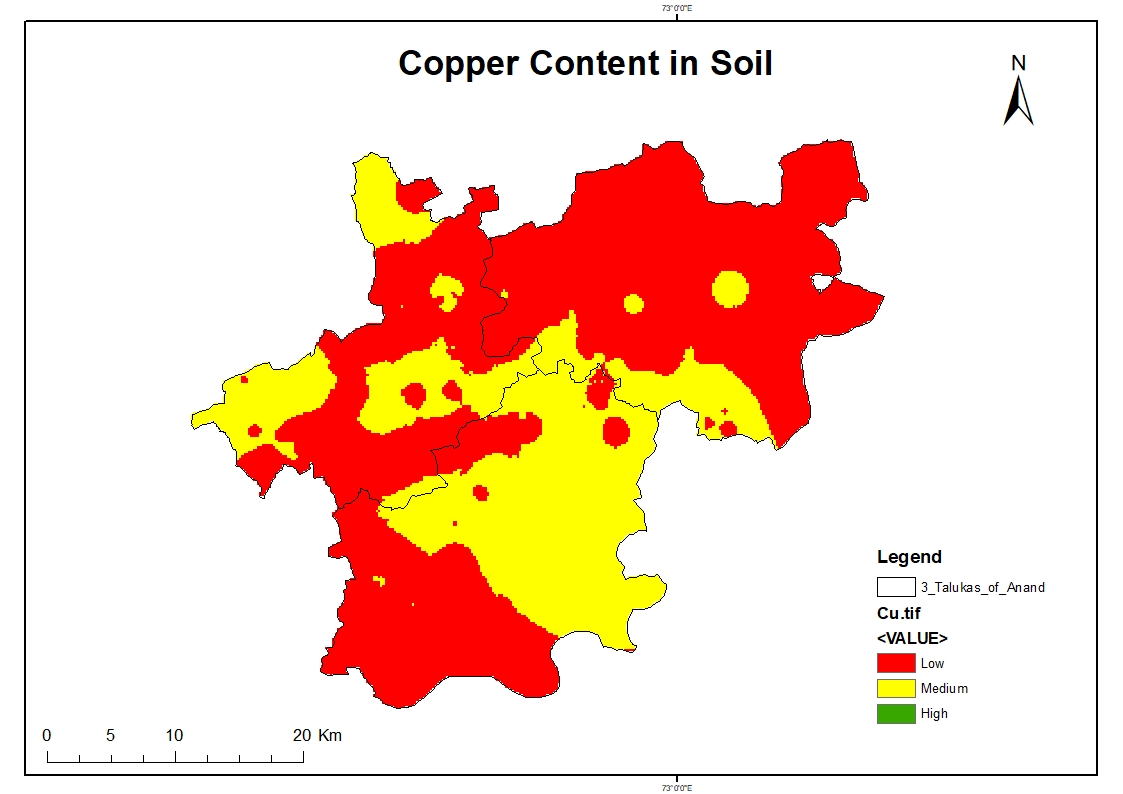 73°0'0"E
Copper Content in Soil
N
Legend
3_Talukas_of_Anand
Cu.tif
<VALUE>
Low
Medium
High
0 5 10 20 Km
73°0'0"E